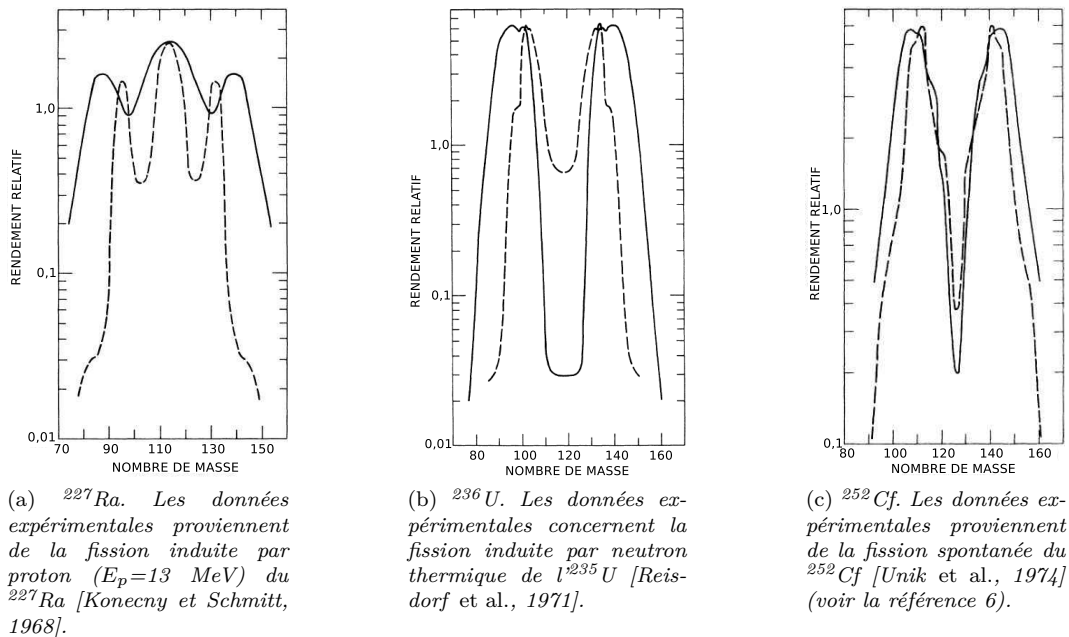 RENDEMENT RELATIF
1,0
0,1
0,01
70 90 110 130 150
NOMBRE DE MASSE
(a) ²²⁷Ra. Les données
expérimentales proviennent
de la fission induite par
proton (Eₚ=13 MeV) du
²²⁷Ra [Konecny et Schmitt,
1968].
RENDEMENT RELATIF
1,0
0,1
0,01
80 100 120 140 160
NOMBRE DE MASSE
(b) ²³⁶U. Les données ex-
périmentales concernent la
fission induite par neutron
thermique de l'²³⁵U [Reis-
dorf et al., 1971].
RENDEMENT RELATIF
1,0
0,1
80 100 120 140 160
NOMBRE DE MASSE
(c) ²⁵²Cf. Les données ex-
périmentales proviennent
de la fission spontanée du
²⁵²Cf [Unik et al., 1974]
(voir la référence 6).